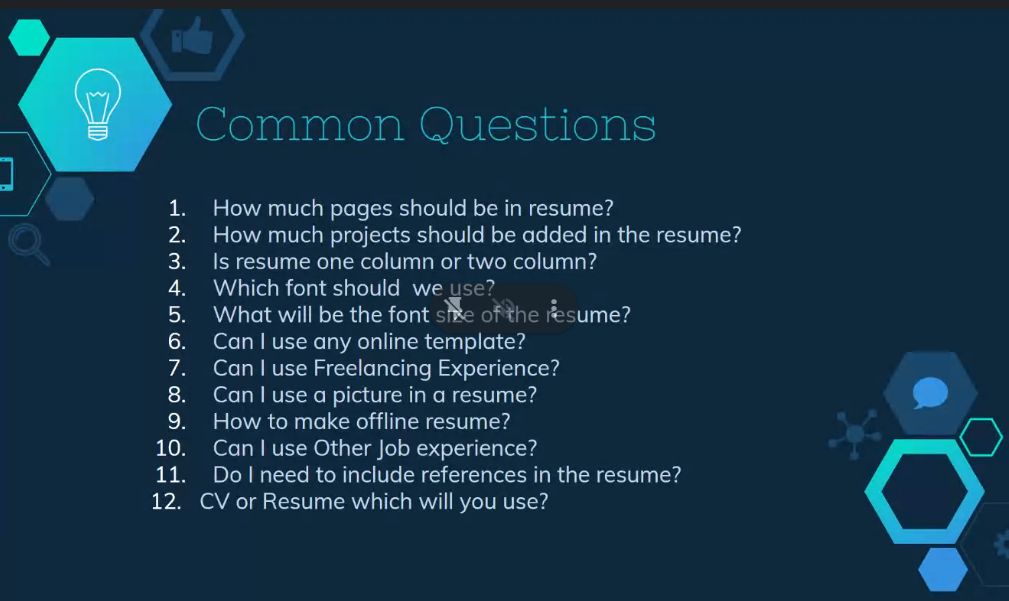 Common Questions
1. How much pages should be in resume?
2. How much projects should be added in the resume?
3. Is resume one column or two column?
4. Which font should we use?
5. What will be the font size of the resume?
6. Can I use any online template?
7. Can I use Freelancing Experience?
8. Can I use a picture in a resume?
9. How to make offline resume?
10. Can I use Other Job experience?
11. Do I need to include references in the resume?
12. CV or Resume which will you use?